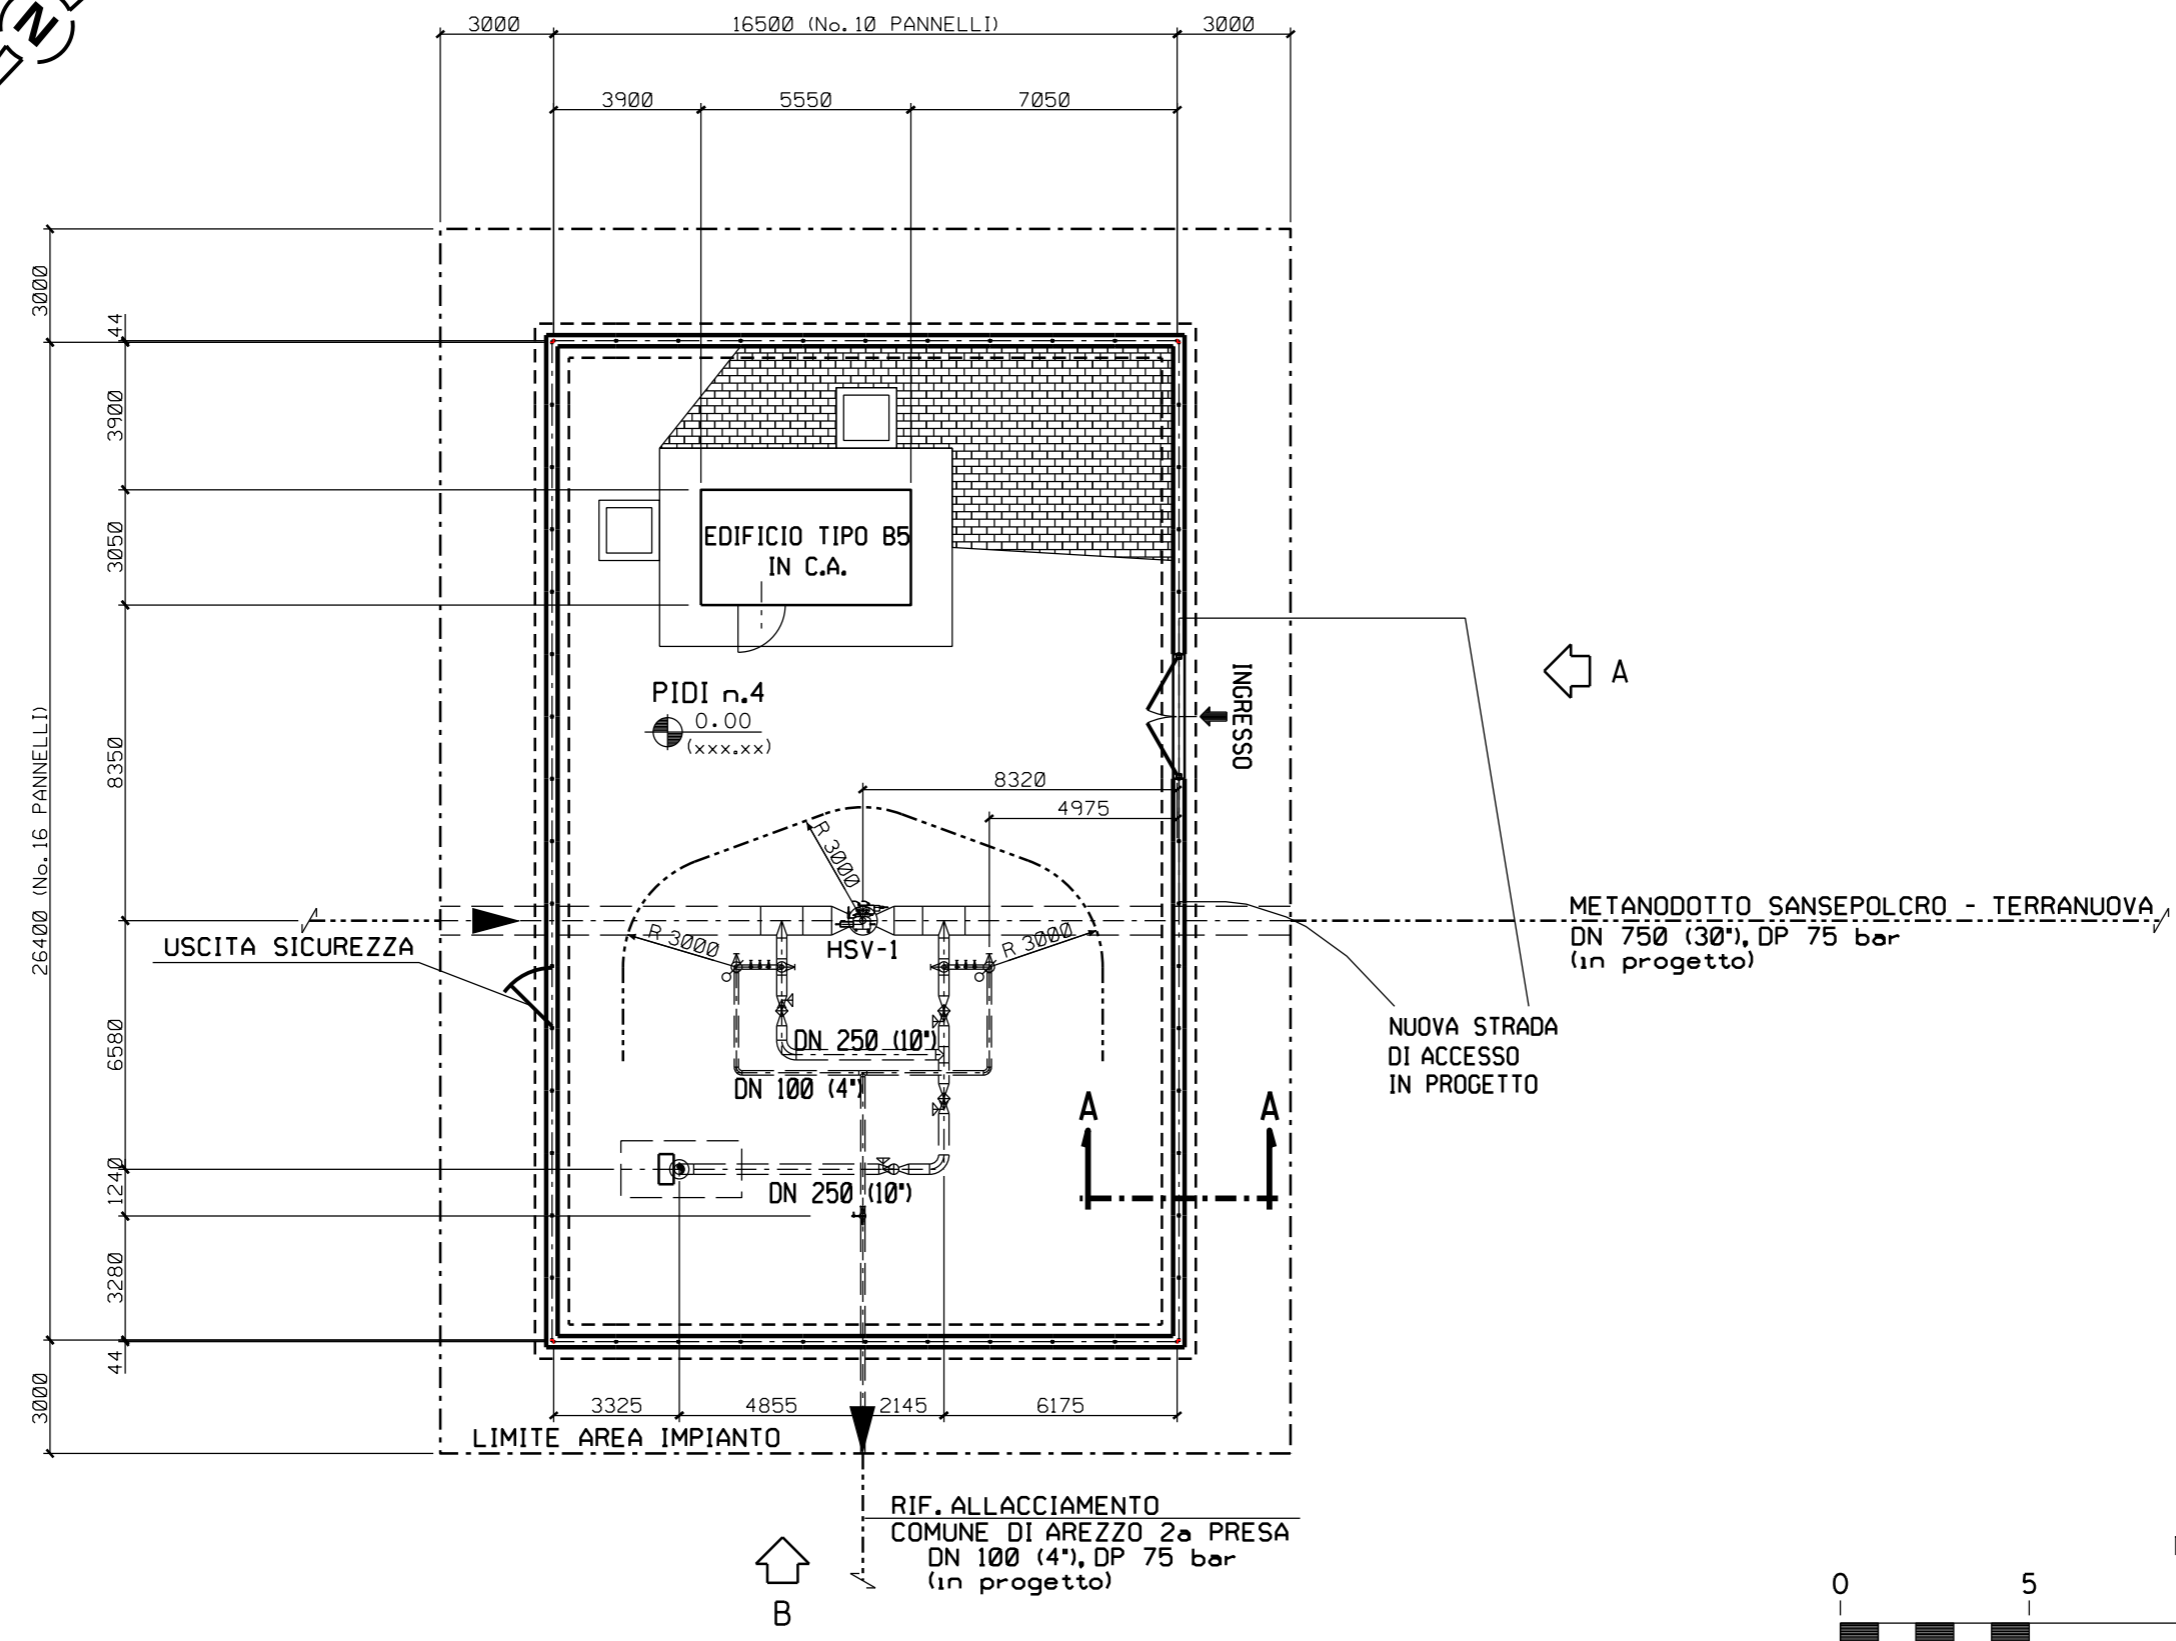 N
3000
16500 (No.10 PANNELLI)
3000
3900
5550
7050
3000
44
3900
3050
8350
26400 (No.16 PANNELLI)
6580
1240
3280
44
3000
EDIFICIO TIPO B5
IN C.A.
PIDI n.4
0.00
(xxx.xx)
INGRESSO
A
8320
4975
R 3000
R 3000
R 3000
HSV-1
USCITA SICUREZZA
METANODOTTO SANSEPOLCRO - TERRANUOVA
DN 750 (30"), DP 75 bar
(in progetto)
NUOVA STRADA
DI ACCESSO
IN PROGETTO
DN 250 (10")
DN 100 (4")
A
A
DN 250 (10")
3325
4855
2145
6175
LIMITE AREA IMPIANTO
RIF. ALLACCIAMENTO
COMUNE DI AREZZO 2a PRESA
DN 100 (4"), DP 75 bar
(in progetto)
B
0
5